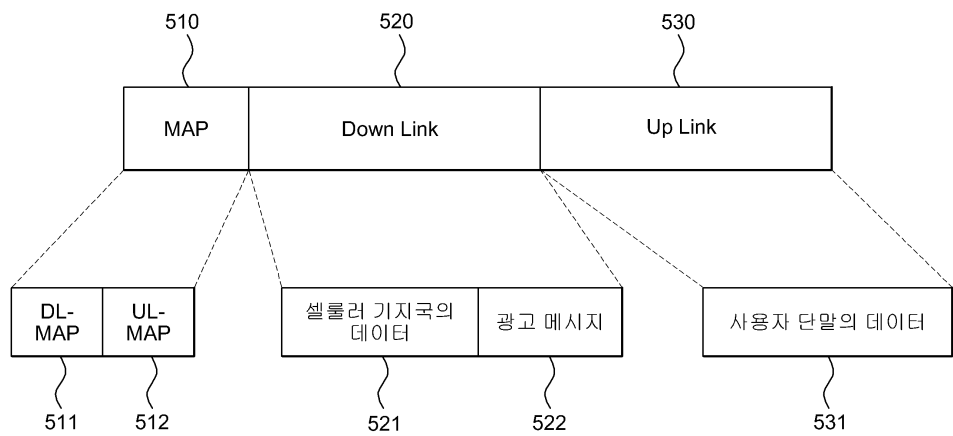 510
520
530
MAP
Down Link
Up Link
DL-
MAP
UL-
MAP
셀룰러 기지국의
데이터
광고 메시지
사용자 단말의 데이터
511
512
521
522
531